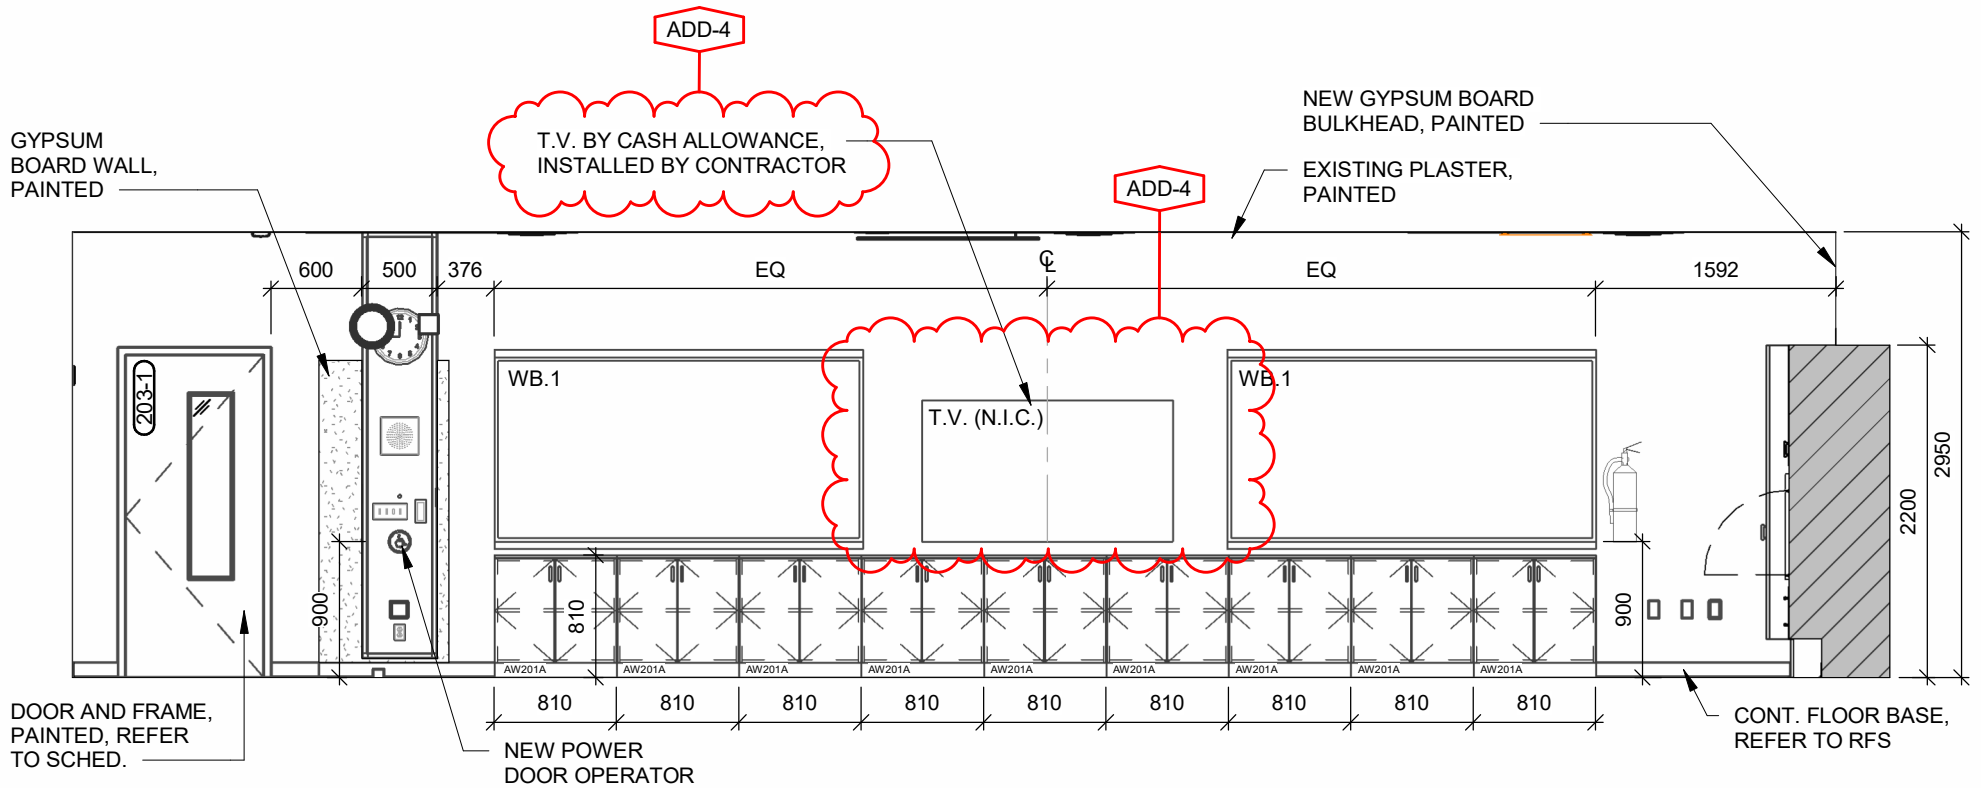 ADD-4
T.V. BY CASH ALLOWANCE,
INSTALLED BY CONTRACTOR
NEW GYPSUM BOARD
BULKHEAD, PAINTED
EXISTING PLASTER,
PAINTED
GYPSUM
BOARD WALL,
PAINTED
ADD-4
600
500
376
EQ
℄
EQ
1592
203-1
WB.1
T.V. (N.I.C.)
WB.1
2950
2200
900
810
900
AW201A
AW201A
AW201A
AW201A
AW201A
AW201A
AW201A
AW201A
AW201A
810
810
810
810
810
810
810
810
810
DOOR AND FRAME,
PAINTED, REFER
TO SCHED.
NEW POWER
DOOR OPERATOR
CONT. FLOOR BASE,
REFER TO RFS